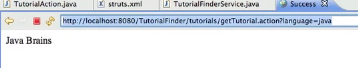 TutorialAction.java struts.xml TutorialFinderService.java Success
http://localhost:8080/TutorialFinder/tutorials/getTutorial.action?language=java
Java Brains